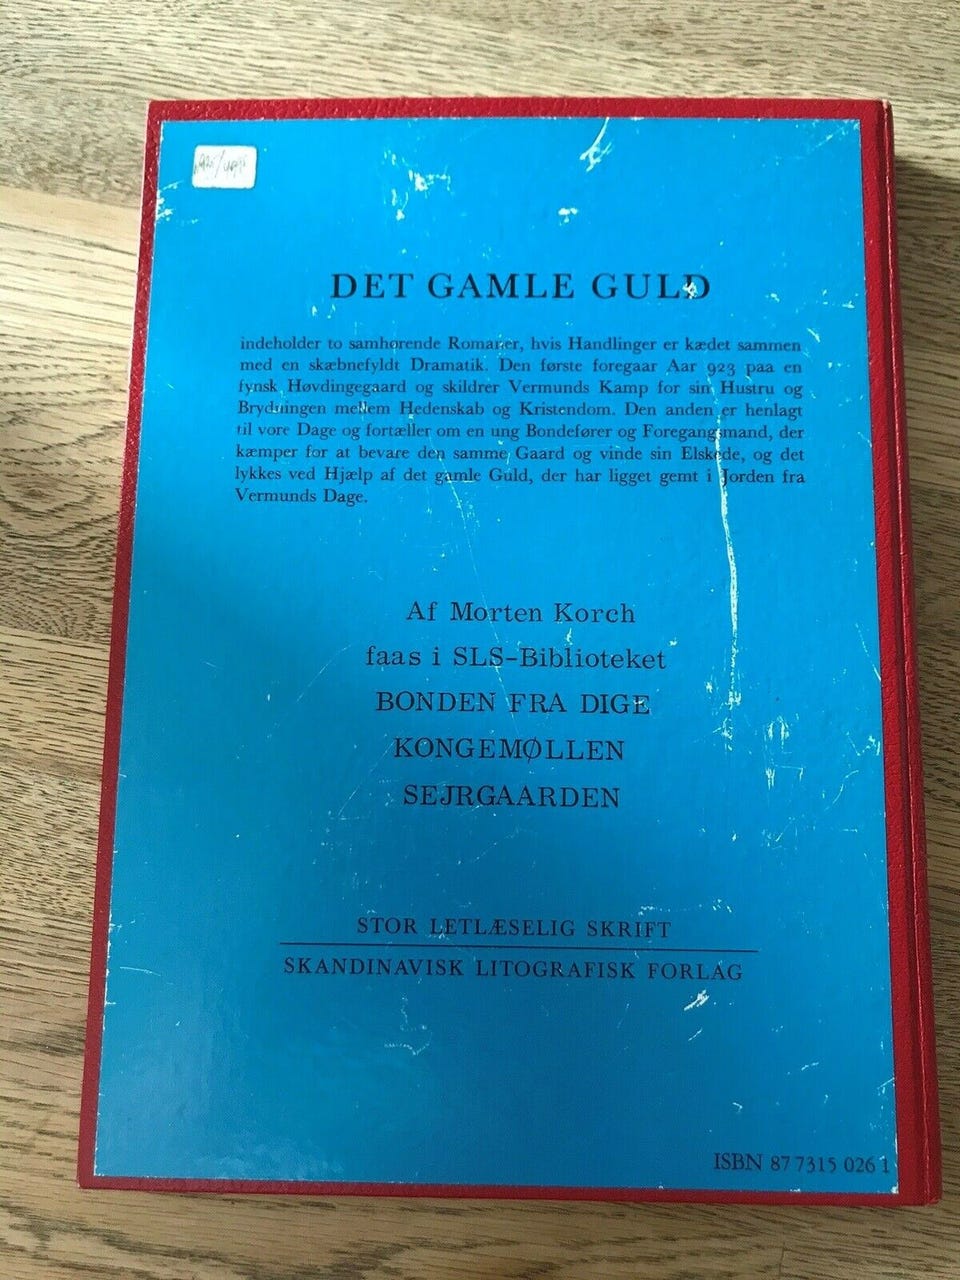 DET GAMLE GULD
indeholder to samhørende Romaner, hvis Handlinger er kædet sammen
med en skæbnefyldt Dramatik. Den første foregaar Aar 923 paa en
fynsk Høvdingegaard og skildrer Vermunds Kamp for sin Hustru og
Brydningen mellem Hedenskab og Kristendom. Den anden er henlagt
til vore Dage og fortæller om en ung Bondefører og Foregangsmand, der
kæmper for at bevare den samme Gaard og vinde sin Elskede, og det
lykkes ved Hjælp af det gamle Guld, der har ligget gemt i Jorden fra
Vermunds Dage.
Af Morten Korch
faas i SLS-Biblioteket
BONDEN FRA DIGE
KONGEMØLLEN
SEJRGAARDEN
STOR LETLÆSELIG SKRIFT
SKANDINAVISK LITOGRAFISK FORLAG
ISBN 87 7315 026 1